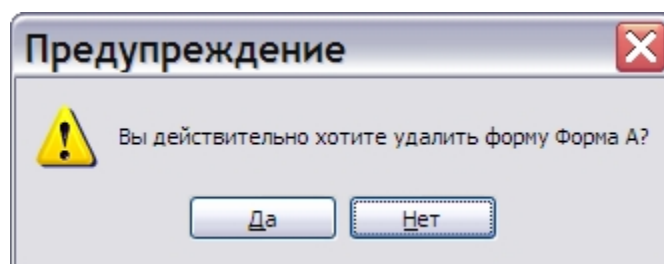 Предупреждение
Вы действительно хотите удалить форму Форма А?
Да
Нет